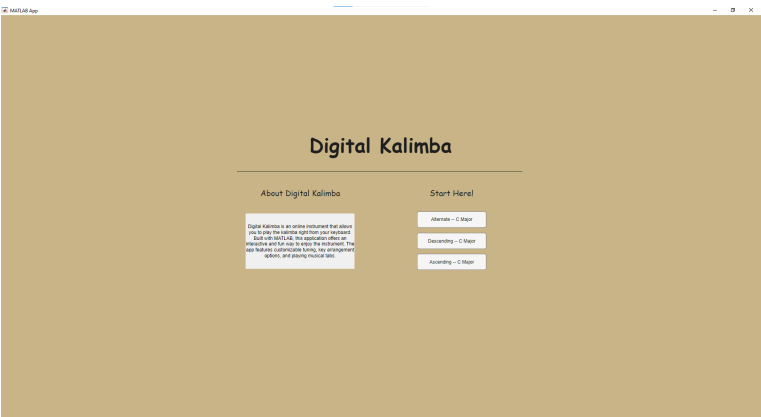 MATLAB App
Digital Kalimba
About Digital Kalimba
Digital Kalimba is an online instrument that allows
you to play the kalimba right from your keyboard.
Built with MATLAB, this application offers an
interactive and fun way to enjoy the instrument. The
app features customizable tuning, key arrangement
options, and playing musical tabs.
Start Here!
Alternate -- C Major
Descending -- C Major
Ascending -- C Major